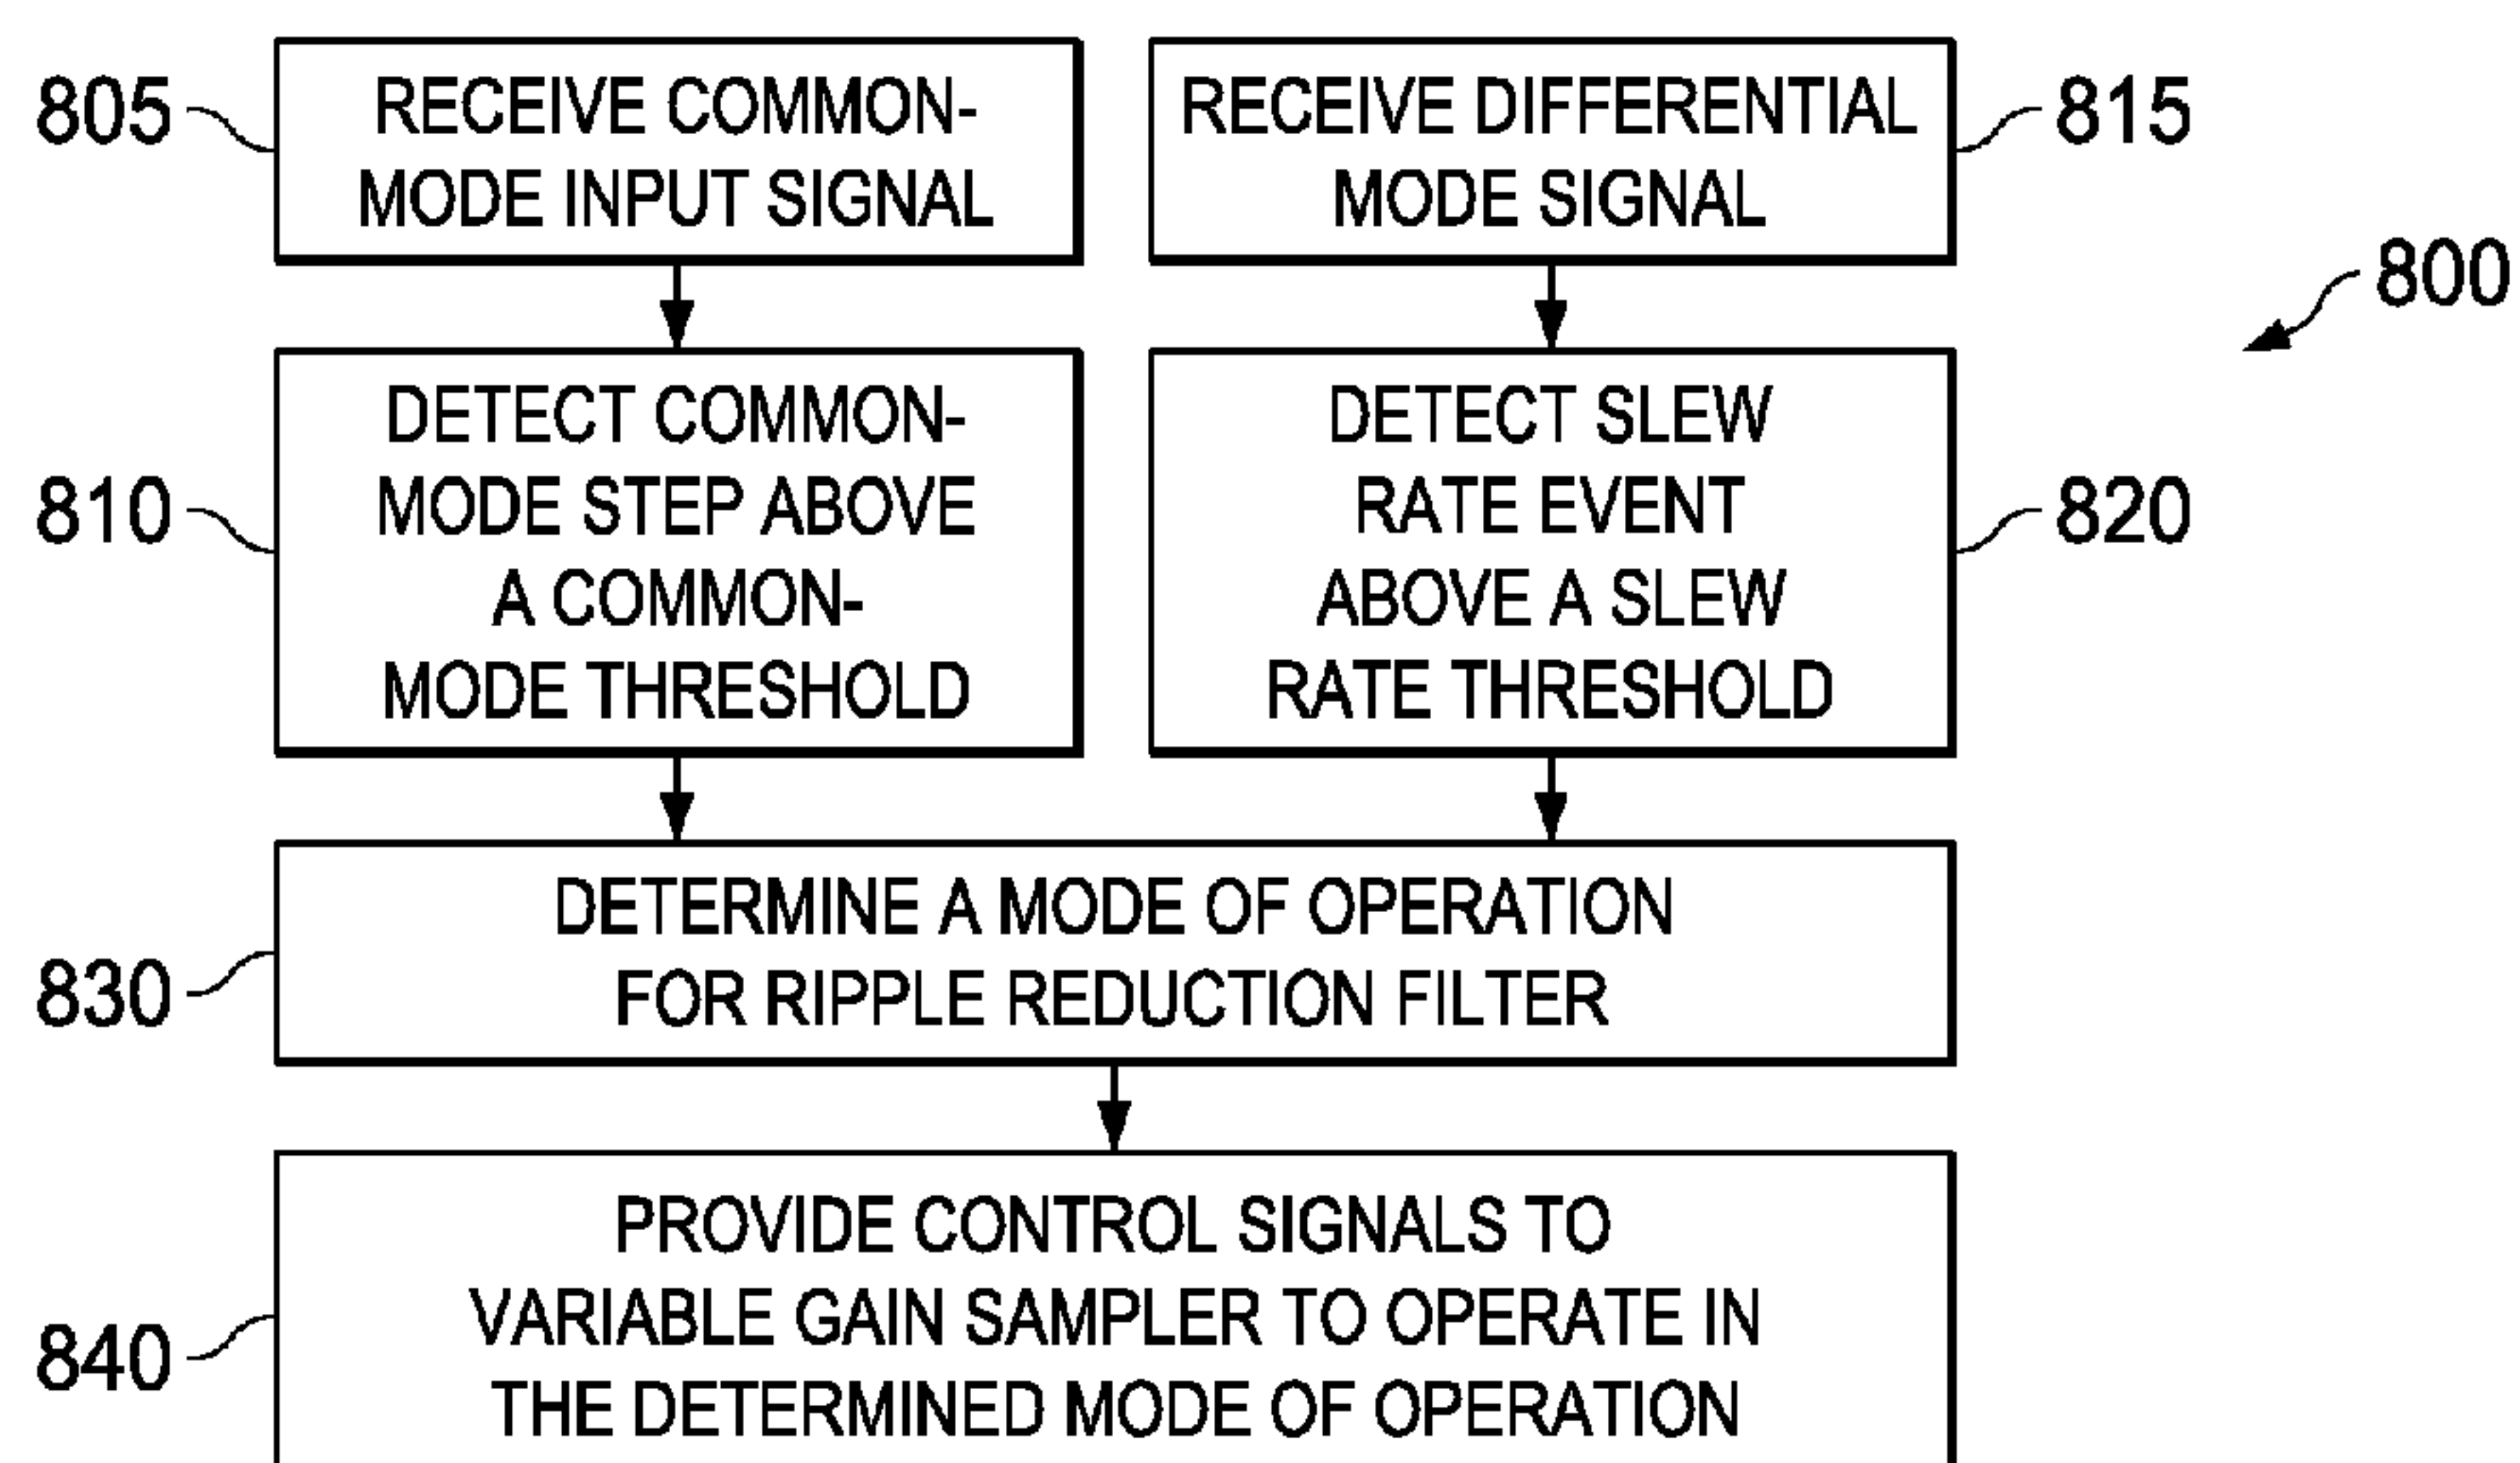 805
RECEIVE COMMON-
MODE INPUT SIGNAL
RECEIVE DIFFERENTIAL
MODE SIGNAL
815
800
810
DETECT COMMON-
MODE STEP ABOVE
A COMMON-
MODE THRESHOLD
DETECT SLEW
RATE EVENT
ABOVE A SLEW
RATE THRESHOLD
820
830
DETERMINE A MODE OF OPERATION
FOR RIPPLE REDUCTION FILTER
840
PROVIDE CONTROL SIGNALS TO
VARIABLE GAIN SAMPLER TO OPERATE IN
THE DETERMINED MODE OF OPERATION